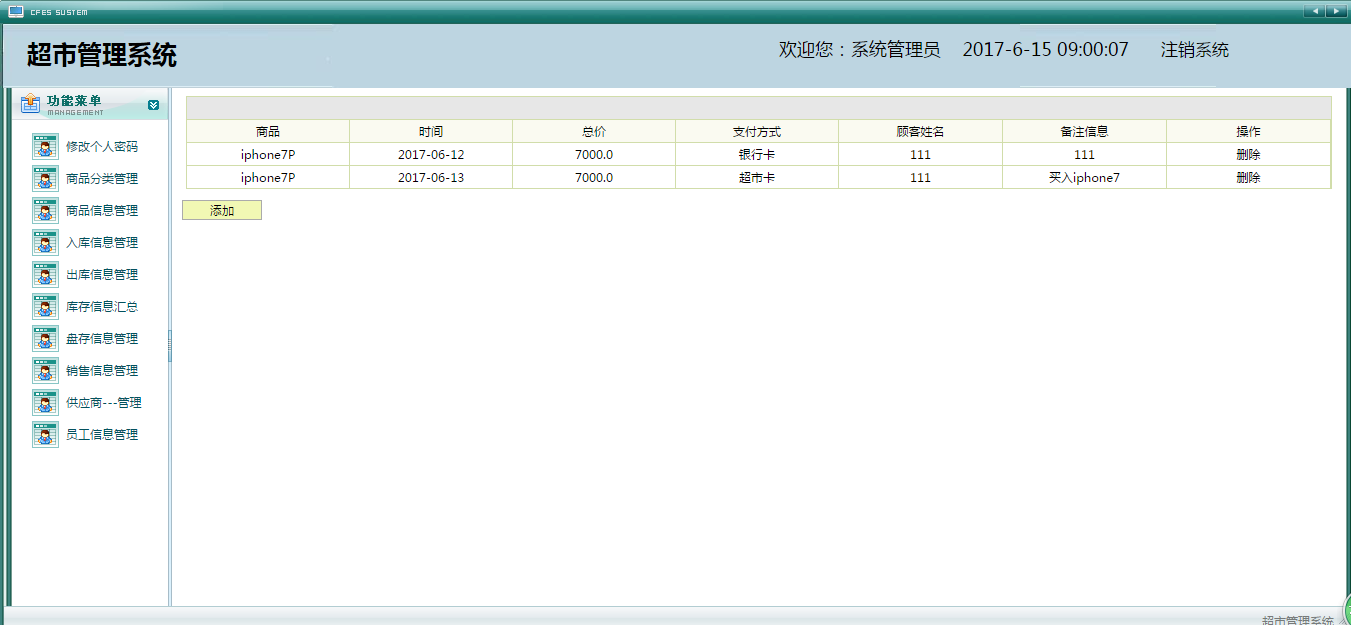 CFES SUSTEM
超市管理系统
欢迎您：系统管理员 2017-6-15 09:00:07 注销系统
功能菜单
MANAGEMENT
修改个人密码
商品分类管理
商品信息管理
入库信息管理
出库信息管理
库存信息汇总
盘存信息管理
销售信息管理
供应商---管理
员工信息管理
商品 时间 总价 支付方式 顾客姓名 备注信息 操作
iphone7P 2017-06-12 7000.0 银行卡 111 111 删除
iphone7P 2017-06-13 7000.0 超市卡 111 买入iphone7 删除
添加
超市管理系统